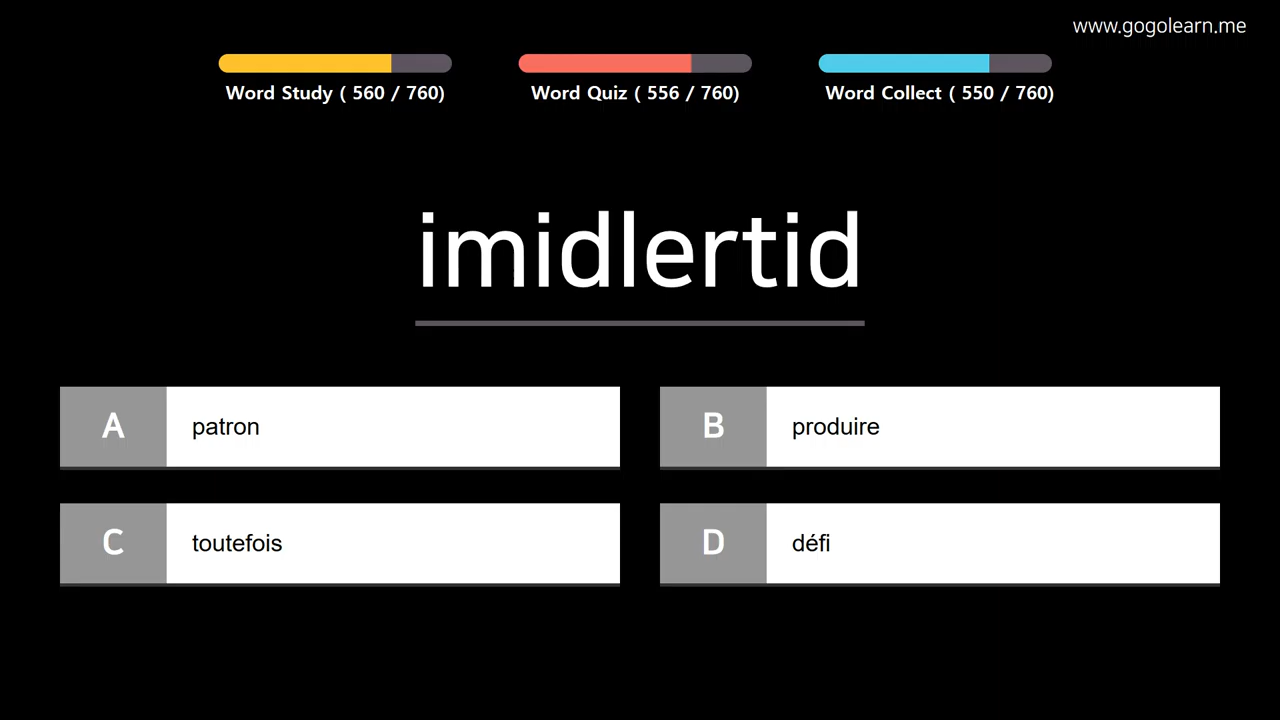 www.gogolearn.me
Word Study ( 560 / 760)
Word Quiz ( 556 / 760)
Word Collect ( 550 / 760)
imidlertid
A patron
B produire
C toutefois
D défi